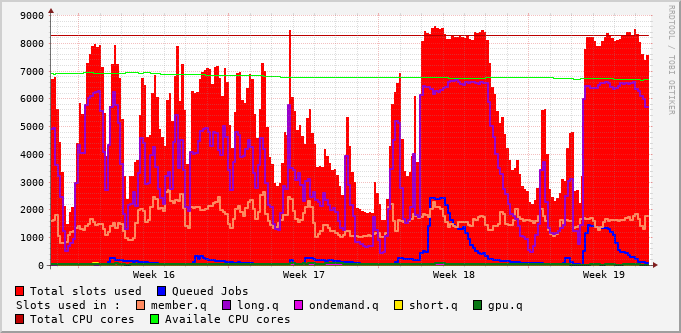 9000
8000
7000
6000
5000
4000
3000
2000
1000
0
Week 16 Week 17 Week 18 Week 19
RRDTOOL / TOBI OETIKER
Total slots used Queued Jobs
Slots used in : member.q long.q ondemand.q short.q gpu.q
Total CPU cores Availale CPU cores